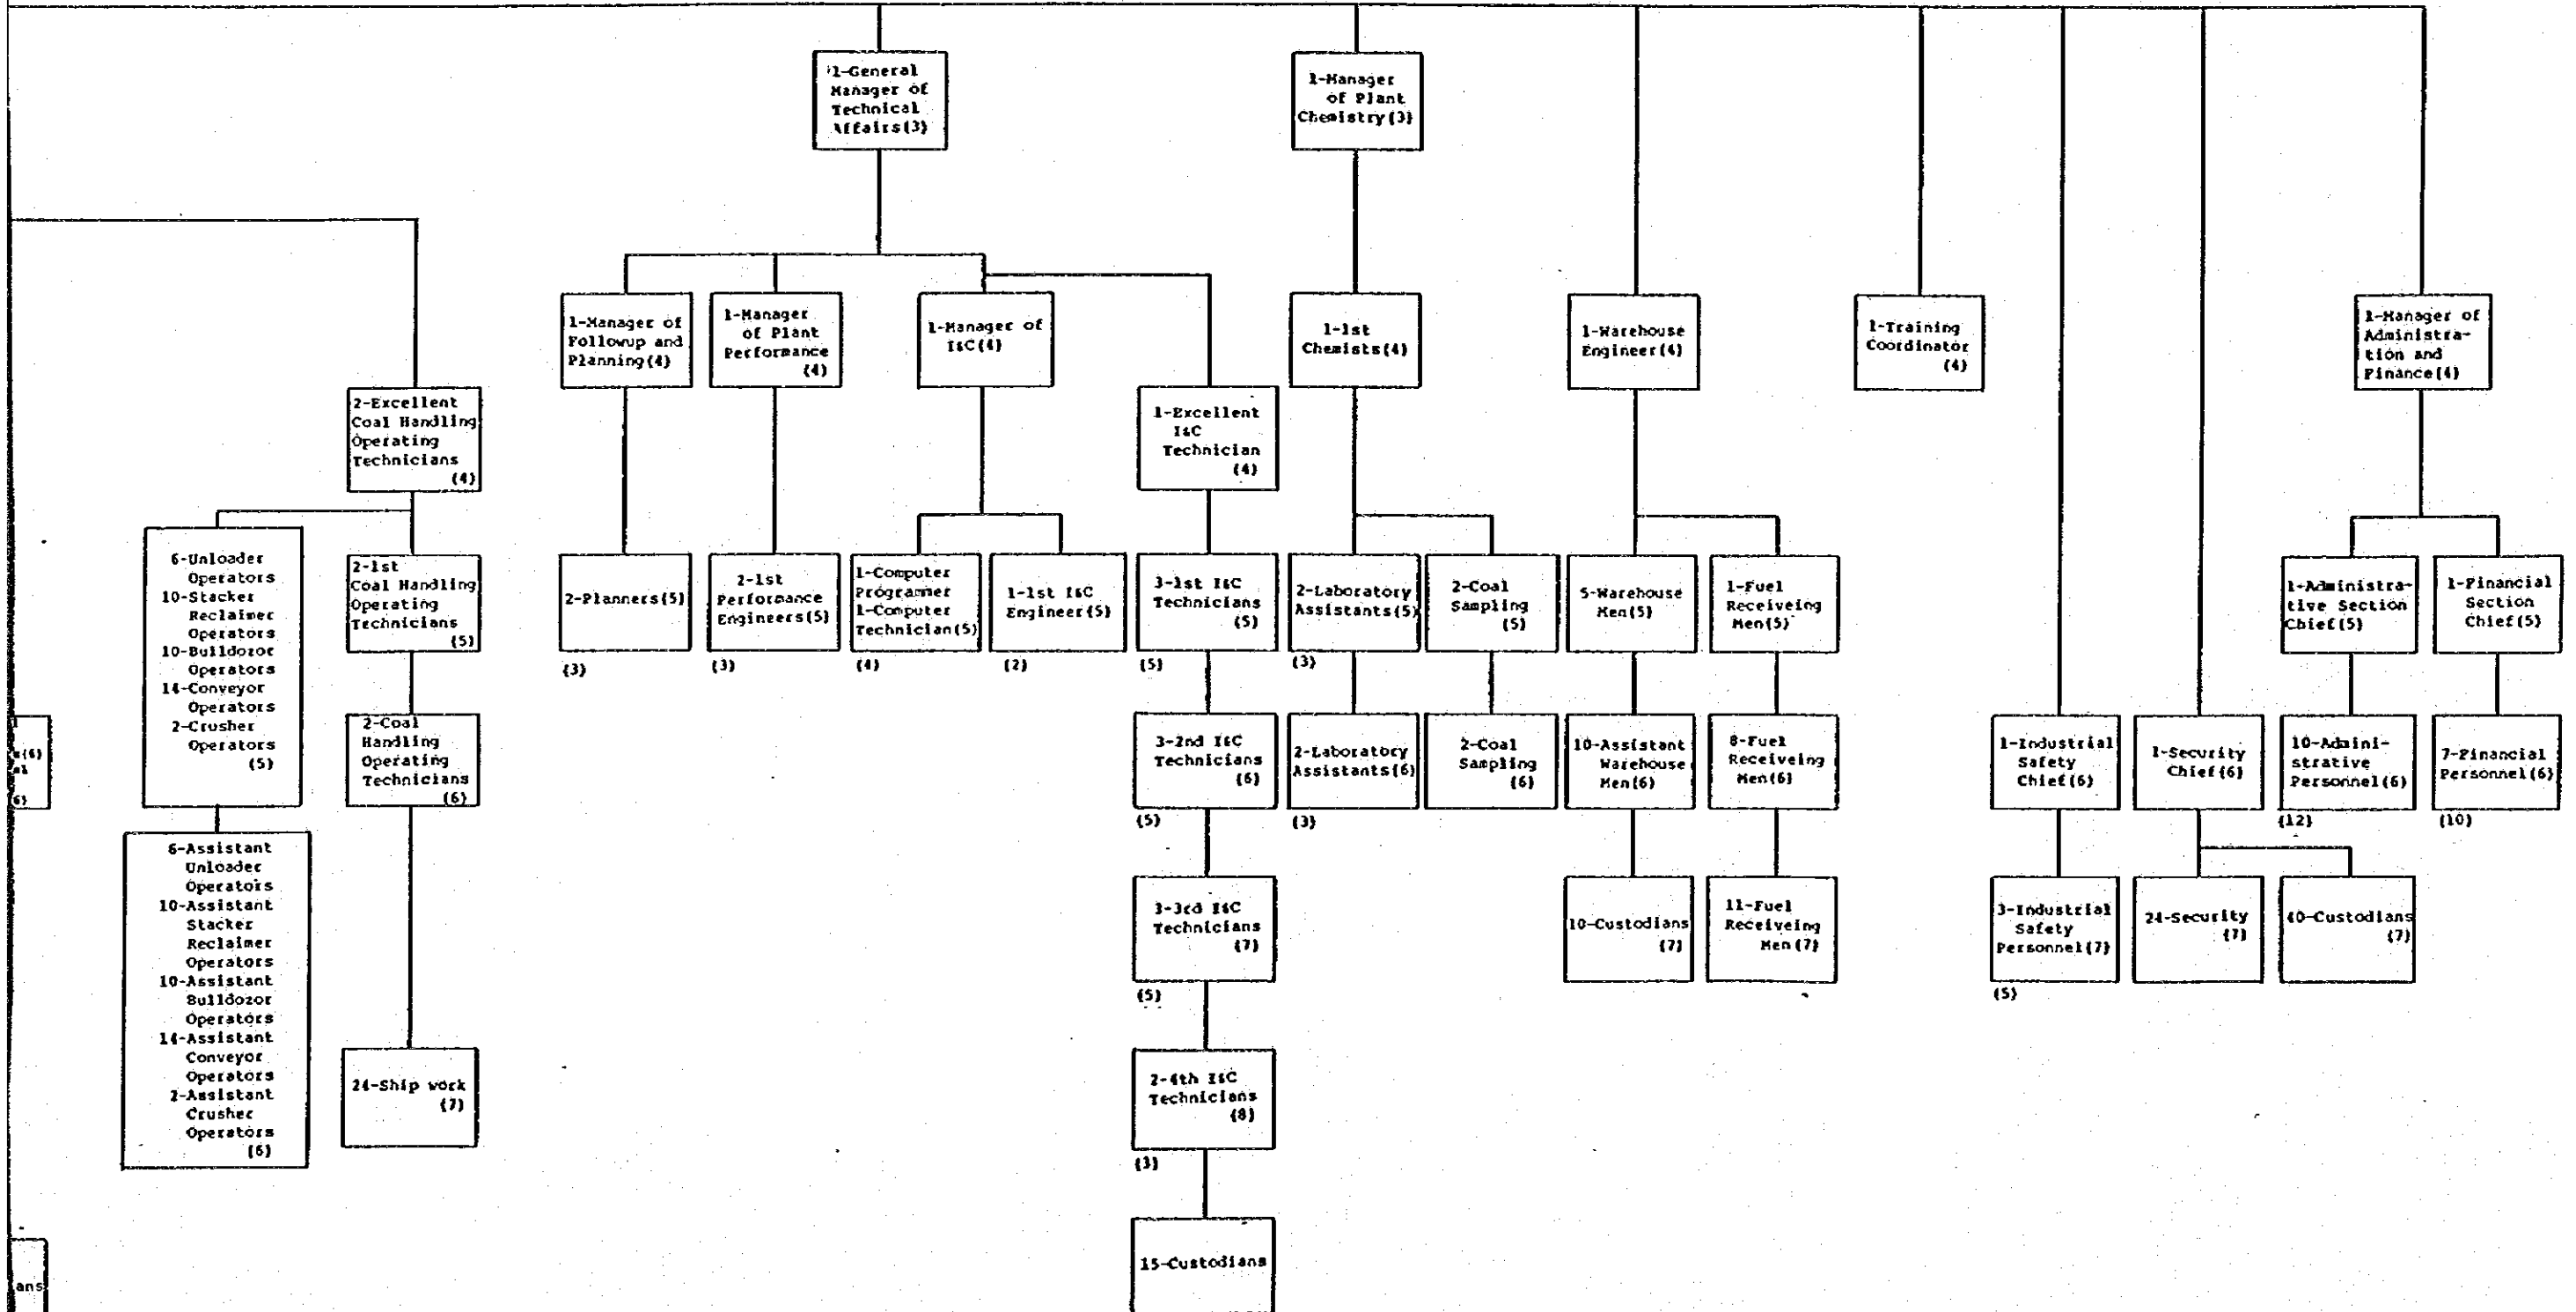 1-General
Manager of
Technical
Affairs(3)
1-Manager
of Plant
Chemistry(3)
1-Manager of
Followup and
Planning(4)
1-Manager
of Plant
Performance
(4)
1-Manager of
I&C(4)
1-1st
Chemists(4)
1-Warehouse
Engineer(4)
1-Training
Coordinator
(4)
1-Manager of
Administra-
tion and
Finance(4)
2-Excellent
Coal Handling
Operating
Technicians
(4)
1-Excellent
I&C
Technician
(4)
6-Unloader
Operators
10-Stacker
Reclaimer
Operators
10-Bulldozor
Operators
14-Conveyor
Operators
2-Crusher
Operators
(5)
2-1st
Coal Handling
Operating
Technicians
(5)
2-Planners(5)
(3)
2-1st
Performance
Engineers(5)
(3)
1-Computer
Programmer
1-Computer
Technician(5)
(4)
1-1st I&C
Engineer(5)
(2)
3-1st I&C
Technicians
(5)
(5)
2-Laboratory
Assistants(5)
(3)
2-Coal
Sampling
(5)
5-Warehouse
Men(5)
1-Fuel
Receiveing
Men(5)
1-Administra-
tive Section
Chief(5)
1-Financial
Section
Chief(5)
(6)
6)
2-Coal
Handling
Operating
Technicians
(6)
3-2nd I&C
Technicians
(6)
(5)
2-Laboratory
Assistants(6)
(3)
2-Coal
Sampling
(6)
10-Assistant
Warehouse
Men(6)
8-Fuel
Receiveing
Men(6)
1-Industrial
Safety
Chief(6)
1-Security
Chief(6)
10-Admini-
strative
Personnel(6)
(12)
7-Financial
Personnel(6)
(10)
6-Assistant
Unloader
Operators
10-Assistant
Stacker
Reclaimer
Operators
10-Assistant
Bulldozor
Operators
14-Assistant
Conveyor
Operators
2-Assistant
Crusher
Operators
(6)
3-3rd I&C
Technicians
(7)
(5)
10-Custodians
(7)
11-Fuel
Receiveing
Men(7)
3-Industrial
Safety
Personnel(7)
(5)
24-Security
(7)
40-Custodians
(7)
24-Ship work
(7)
2-4th I&C
Technicians
(8)
(3)
15-Custodians
ans